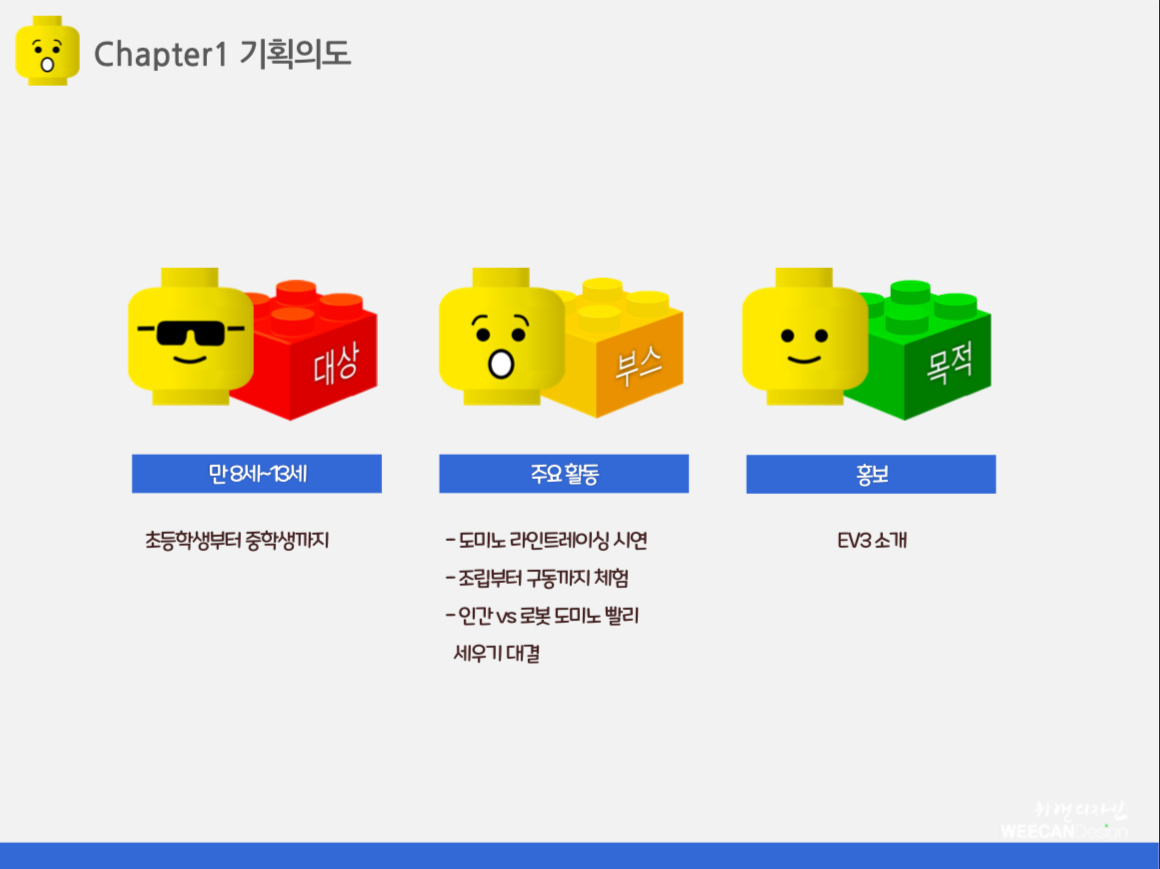 Chapter1 기획의도
대상
만 8세~13세
초등학생부터 중학생까지
부스
주요 활동
- 도미노 라인트레이싱 시연
- 조립부터 구동까지 체험
- 인간 vs 로봇 도미노 빨리
세우기 대결
목적
홍보
EV3 소개
위캔디자인
WEECANDesign